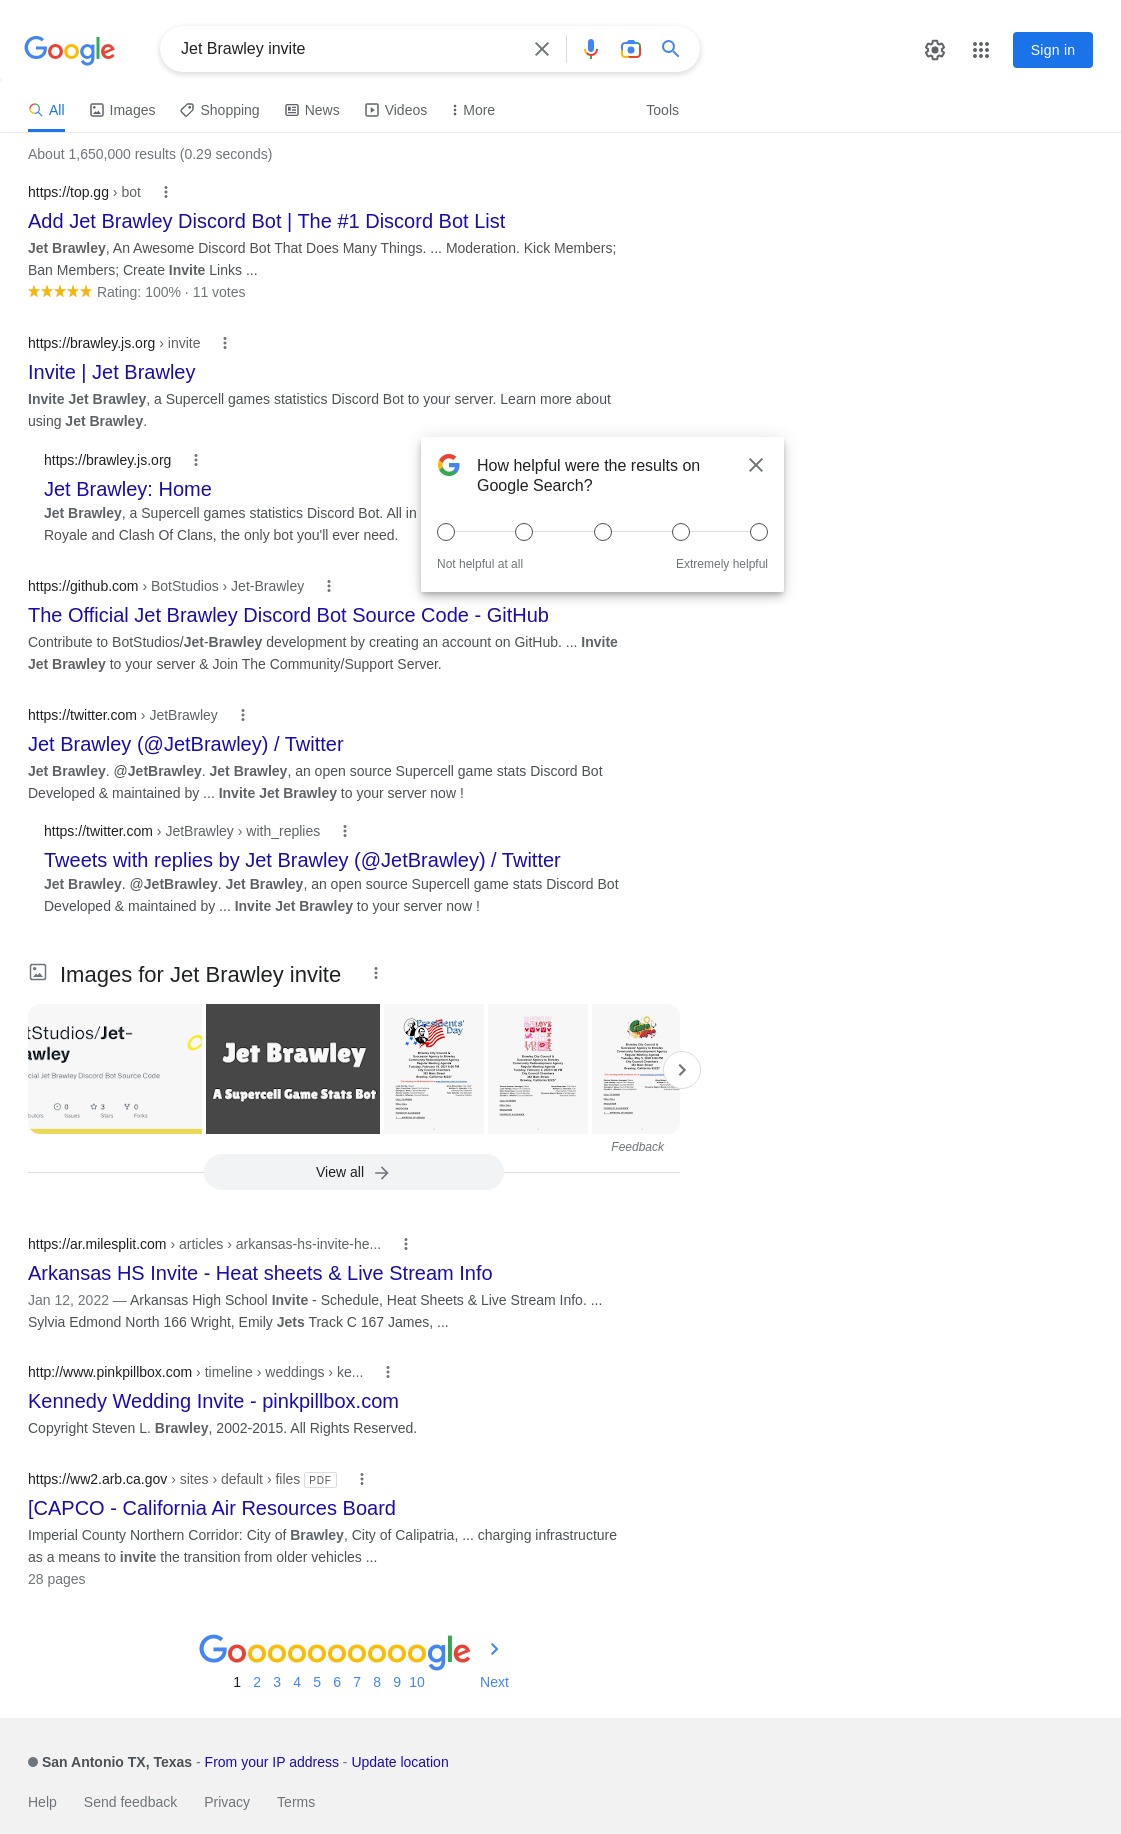 Google
Jet Brawley invite
Sign in
All
Images
Shopping
News
Videos
More
Tools
About 1,650,000 results (0.29 seconds)
https://top.gg › bot
Add Jet Brawley Discord Bot | The #1 Discord Bot List
Jet Brawley, An Awesome Discord Bot That Does Many Things. ... Moderation. Kick Members;
Ban Members; Create Invite Links ...
Rating: 100% · 11 votes
https://brawley.js.org › invite
Invite | Jet Brawley
Invite Jet Brawley, a Supercell games statistics Discord Bot to your server. Learn more about
using Jet Brawley.
https://brawley.js.org
Jet Brawley: Home
Jet Brawley, a Supercell games statistics Discord Bot. All in
Royale and Clash Of Clans, the only bot you'll ever need.
How helpful were the results on
Google Search?
Not helpful at all
Extremely helpful
https://github.com › BotStudios › Jet-Brawley
The Official Jet Brawley Discord Bot Source Code - GitHub
Contribute to BotStudios/Jet-Brawley development by creating an account on GitHub. ... Invite
Jet Brawley to your server & Join The Community/Support Server.
https://twitter.com › JetBrawley
Jet Brawley (@JetBrawley) / Twitter
Jet Brawley. @JetBrawley. Jet Brawley, an open source Supercell game stats Discord Bot
Developed & maintained by ... Invite Jet Brawley to your server now !
https://twitter.com › JetBrawley › with_replies
Tweets with replies by Jet Brawley (@JetBrawley) / Twitter
Jet Brawley. @JetBrawley. Jet Brawley, an open source Supercell game stats Discord Bot
Developed & maintained by ... Invite Jet Brawley to your server now !
Images for Jet Brawley invite
tStudios/Jet-
awley
cial Jet Brawley Discord Bot Source Code
0
3
0
Issues
Stars
Forks
Jet Brawley
A Supercell Game Stats Bot
Presidents'
Day
LOVE
Feedback
View all
https://ar.milesplit.com › articles › arkansas-hs-invite-he...
Arkansas HS Invite - Heat sheets & Live Stream Info
Jan 12, 2022 — Arkansas High School Invite - Schedule, Heat Sheets & Live Stream Info. ...
Sylvia Edmond North 166 Wright, Emily Jets Track C 167 James, ...
http://www.pinkpillbox.com › timeline › weddings › ke...
Kennedy Wedding Invite - pinkpillbox.com
Copyright Steven L. Brawley, 2002-2015. All Rights Reserved.
https://ww2.arb.ca.gov › sites › default › files PDF
[CAPCO - California Air Resources Board
Imperial County Northern Corridor: City of Brawley, City of Calipatria, ... charging infrastructure
as a means to invite the transition from older vehicles ...
28 pages
Goooooooooogle
1 2 3 4 5 6 7 8 9 10 Next
San Antonio TX, Texas - From your IP address - Update location
Help
Send feedback
Privacy
Terms